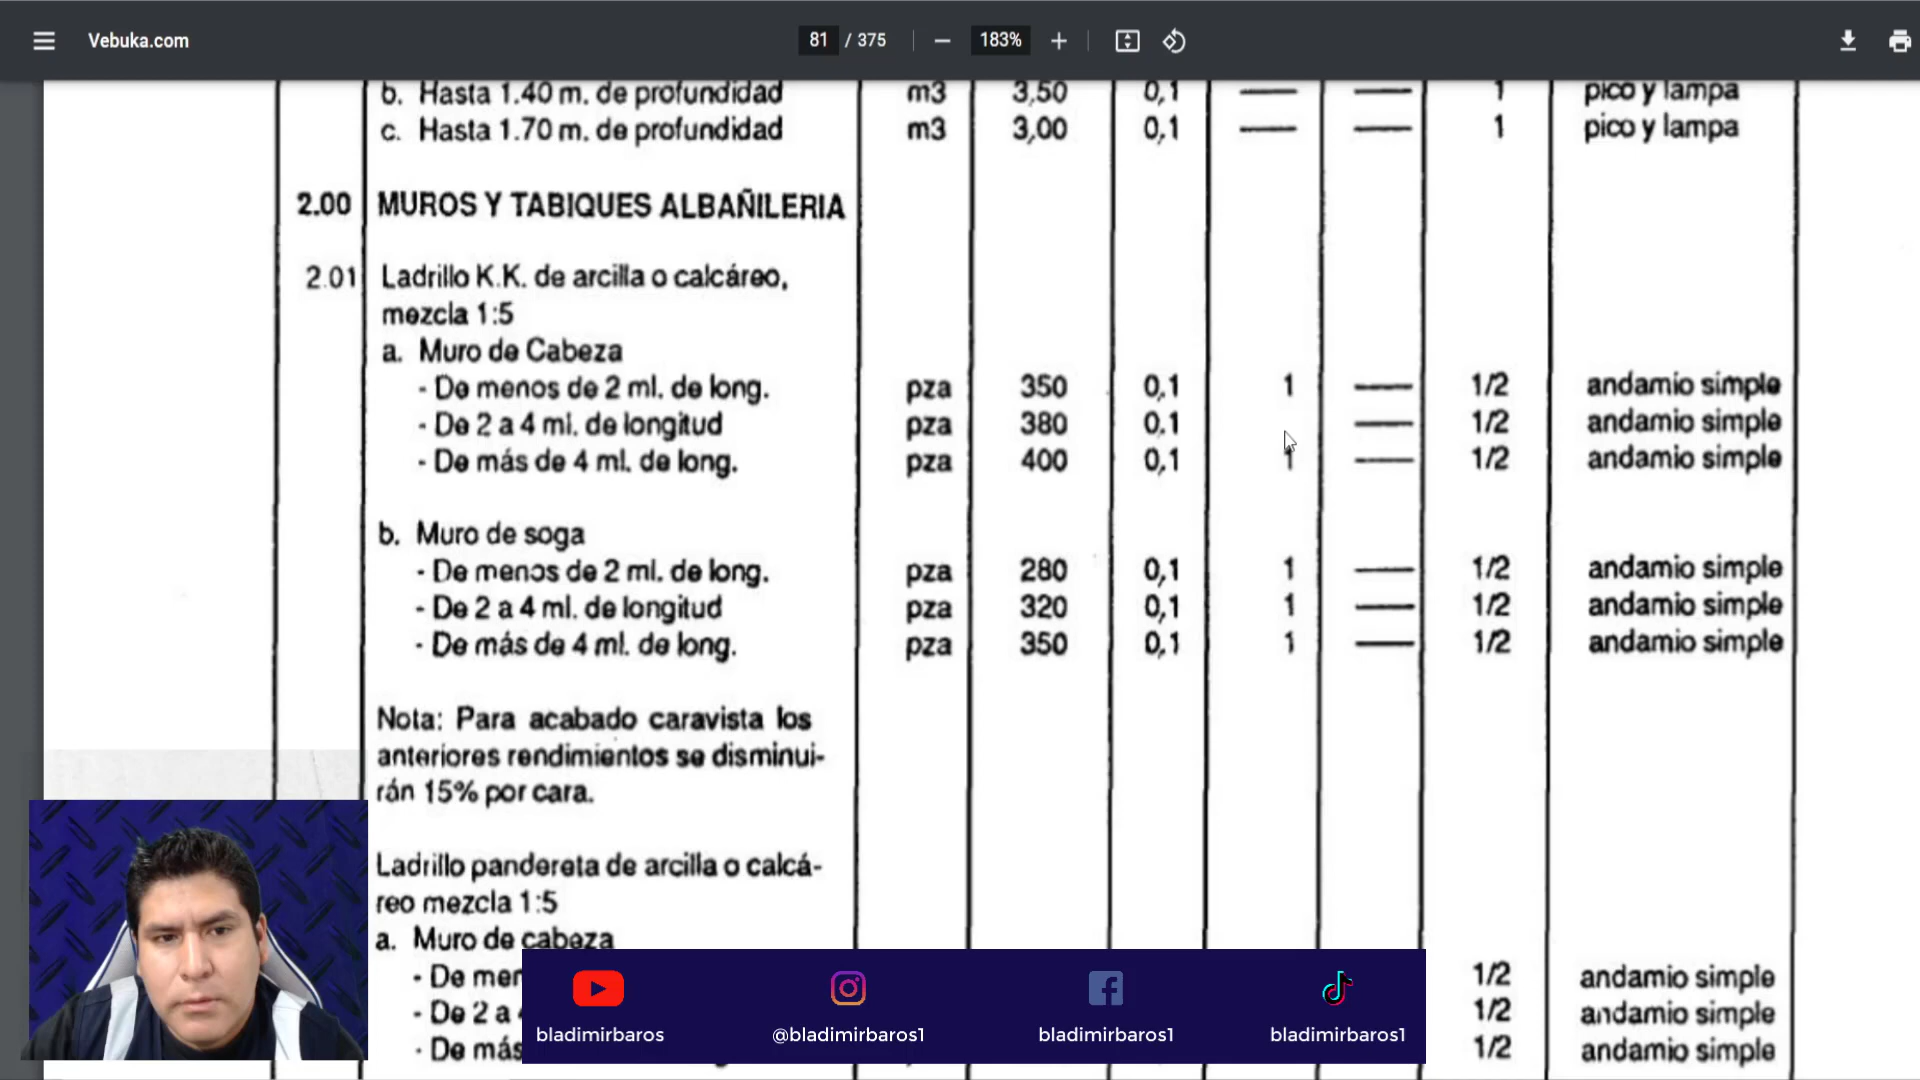 Vebuka.com 81 / 375 183%
b. Hasta 1.40 m. de profundidad m3 3,50 0,1 1 pico y lampa
c. Hasta 1.70 m. de profundidad m3 3,00 0,1 1 pico y lampa
2.00 MUROS Y TABIQUES ALBAÑILERIA
2.01 Ladrillo K.K. de arcilla o calcáreo,
mezcla 1:5
a. Muro de Cabeza
- De menos de 2 ml. de long. pza 350 0,1 1 1/2 andamio simple
- De 2 a 4 ml. de longitud pza 380 0.1 1/2 andamio simple
- De más de 4 ml. de long. pza 400 0,1 1 1/2 andamio simple
b. Muro de soga
- De menos de 2 ml. de long. pza 280 0,1 1 1/2 andamio simple
- De 2 a 4 ml. de longitud pza 320 0,1 1 1/2 andamio simple
- De más de 4 ml. de long. pza 350 0,1 1 1/2 andamio simple
Nota: Para acabado caravista los
anteriores rendimientos se disminui-
rán 15% por cara.
Ladrillo pandereta de arcilla o calcá-
reo mezcla 1:5
a. Muro de cabeza
- De 1/2 andamio simple
- De 2 a 1/2 andamio simple
- De más 1/2 andamio simple
bladimirbaros @bladimirbaros1 bladimirbaros1 bladimirbaros1